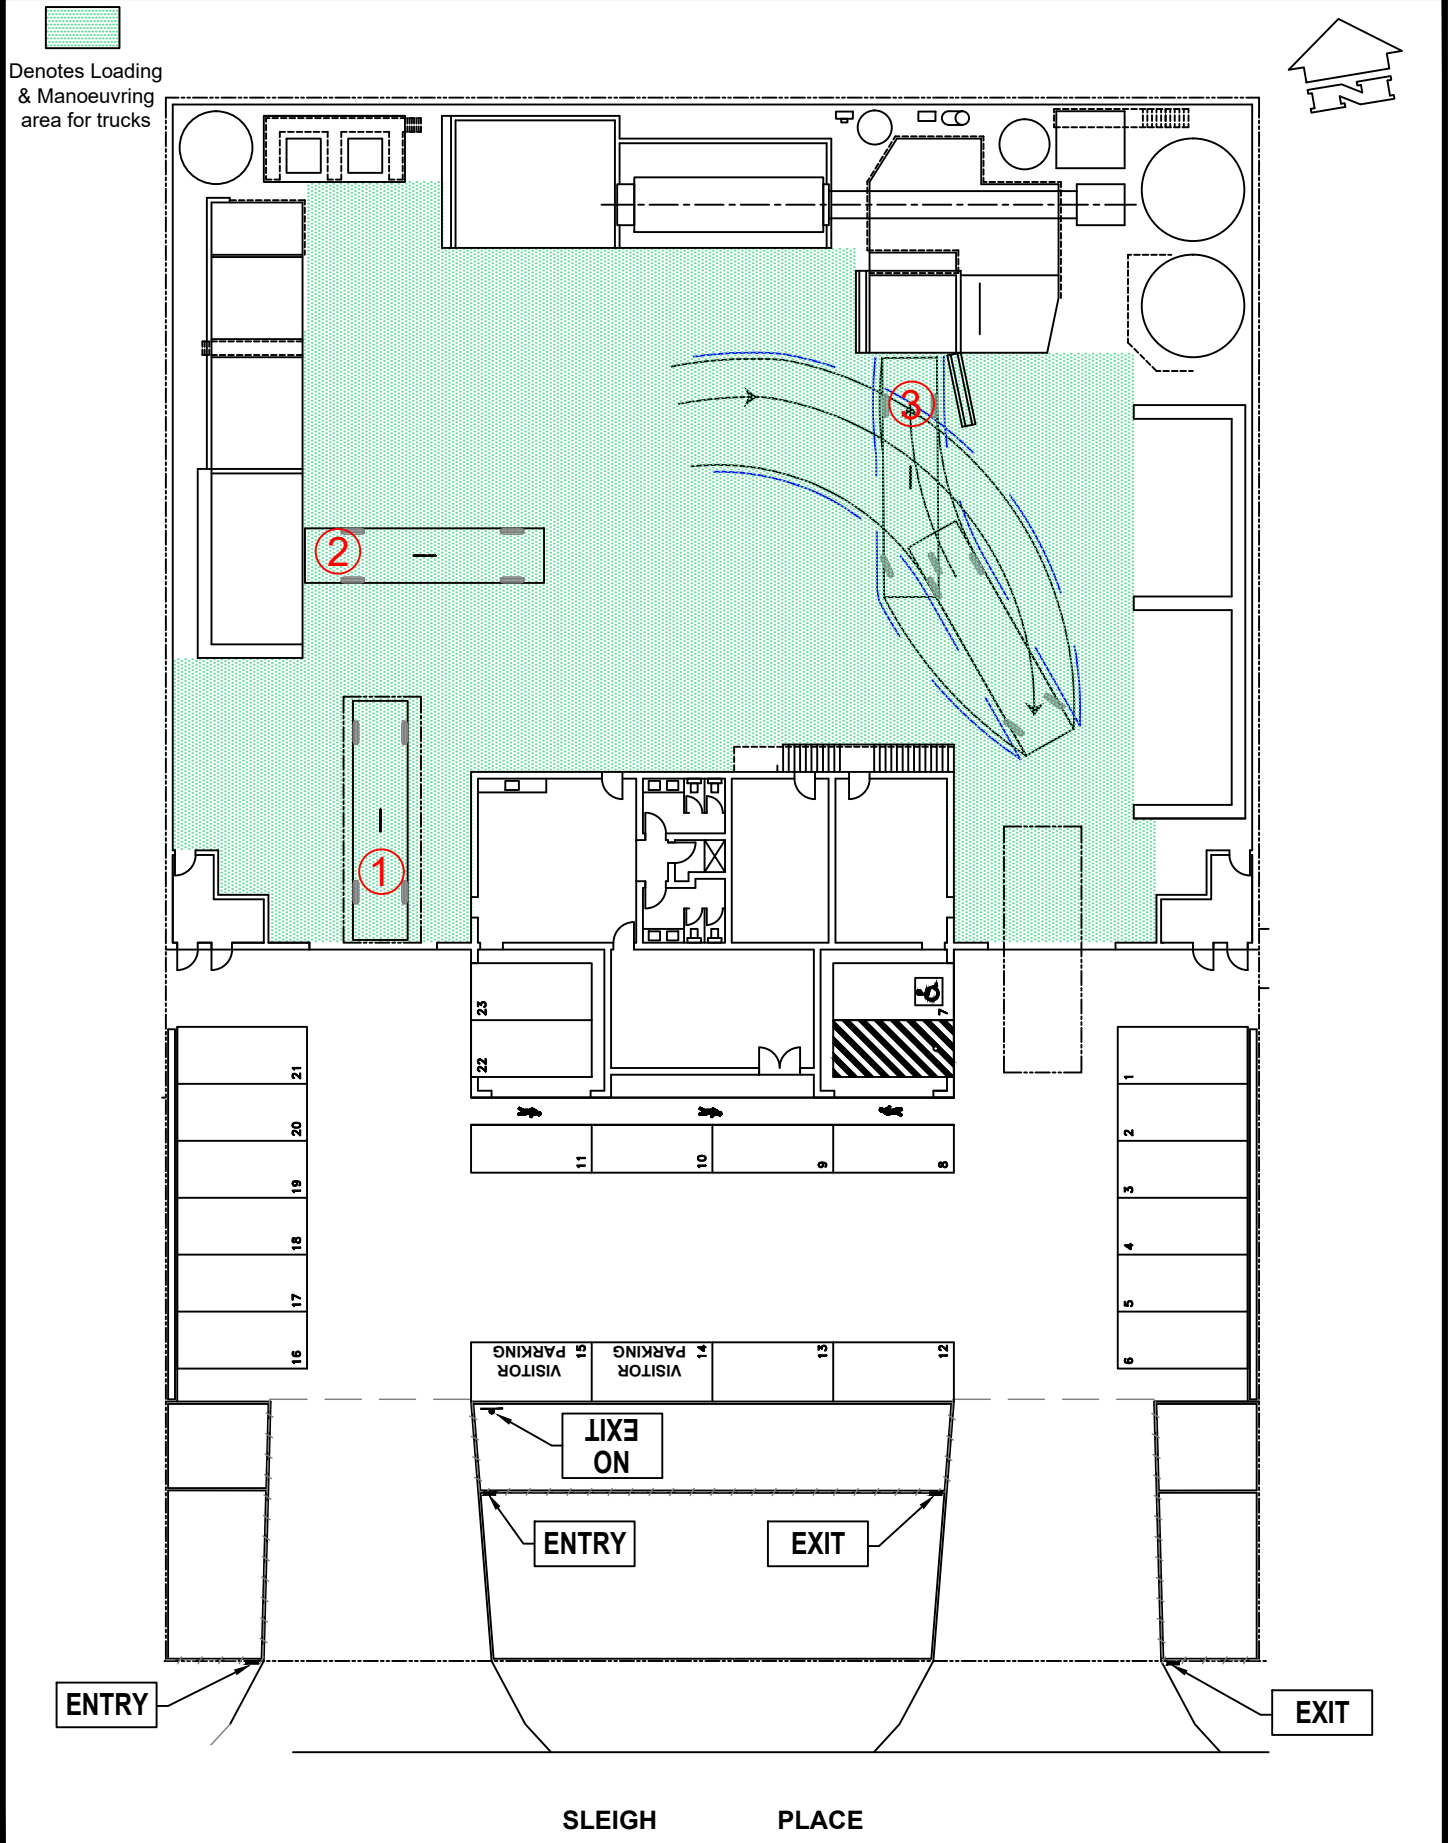 Denotes Loading
& Manoeuvring
area for trucks
N
3
2
1
23
22
7
21
20
19
18
17
16
1
2
3
4
5
6
11
10
9
8
VISITOR
PARKING
15
VISITOR
PARKING
14
13
12
NO
EXIT
ENTRY
EXIT
ENTRY
EXIT
SLEIGH PLACE